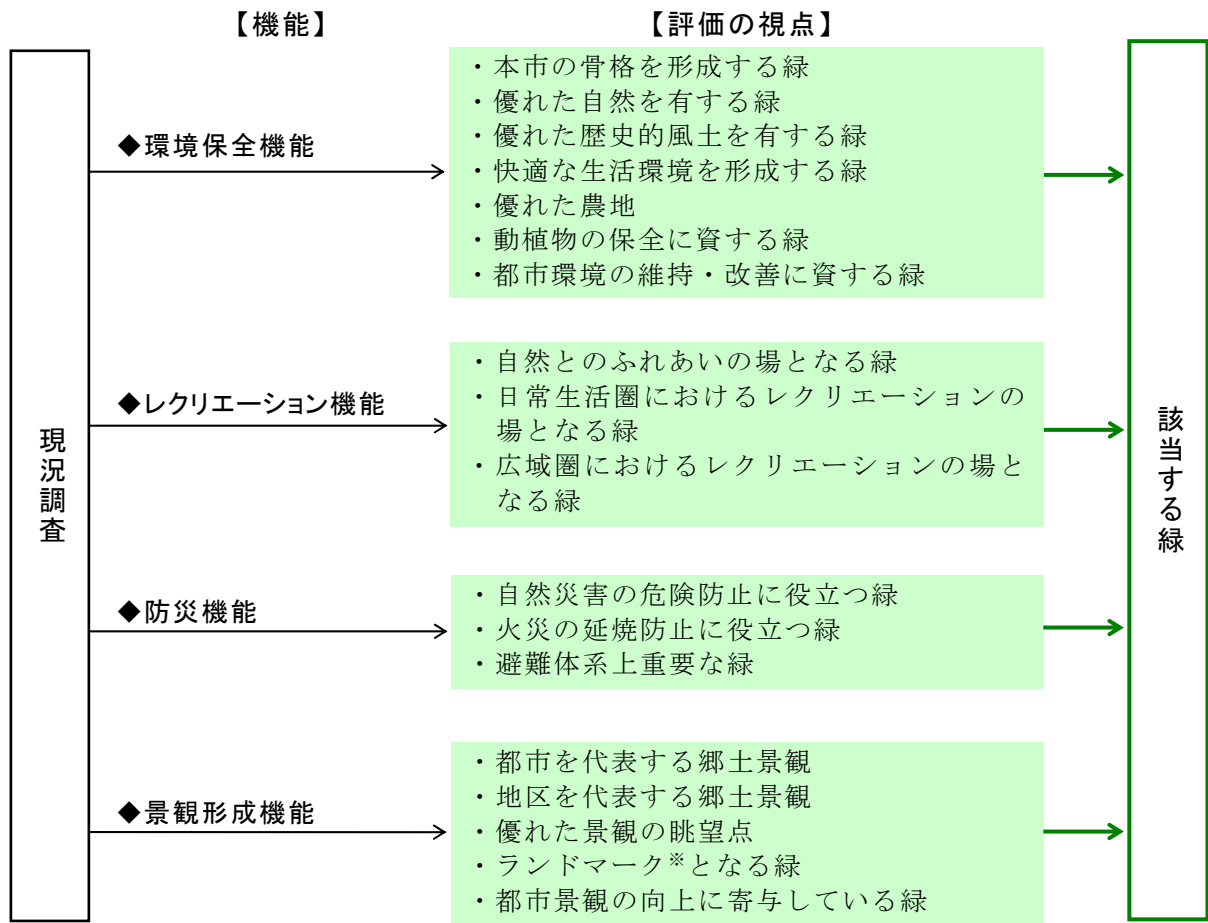 【機能】
【評価の視点】
現況調査
◆環境保全機能
・本市の骨格を形成する緑
・優れた自然を有する緑
・優れた歴史的風土を有する緑
・快適な生活環境を形成する緑
・優れた農地
・動植物の保全に資する緑
・都市環境の維持・改善に資する緑
◆レクリエーション機能
・自然とのふれあいの場となる緑
・日常生活圏におけるレクリエーションの
場となる緑
・広域圏におけるレクリエーションの場と
なる緑
◆防災機能
・自然災害の危険防止に役立つ緑
・火災の延焼防止に役立つ緑
・避難体系上重要な緑
◆景観形成機能
・都市を代表する郷土景観
・地区を代表する郷土景観
・優れた景観の眺望点
・ランドマーク※となる緑
・都市景観の向上に寄与している緑
該当する緑